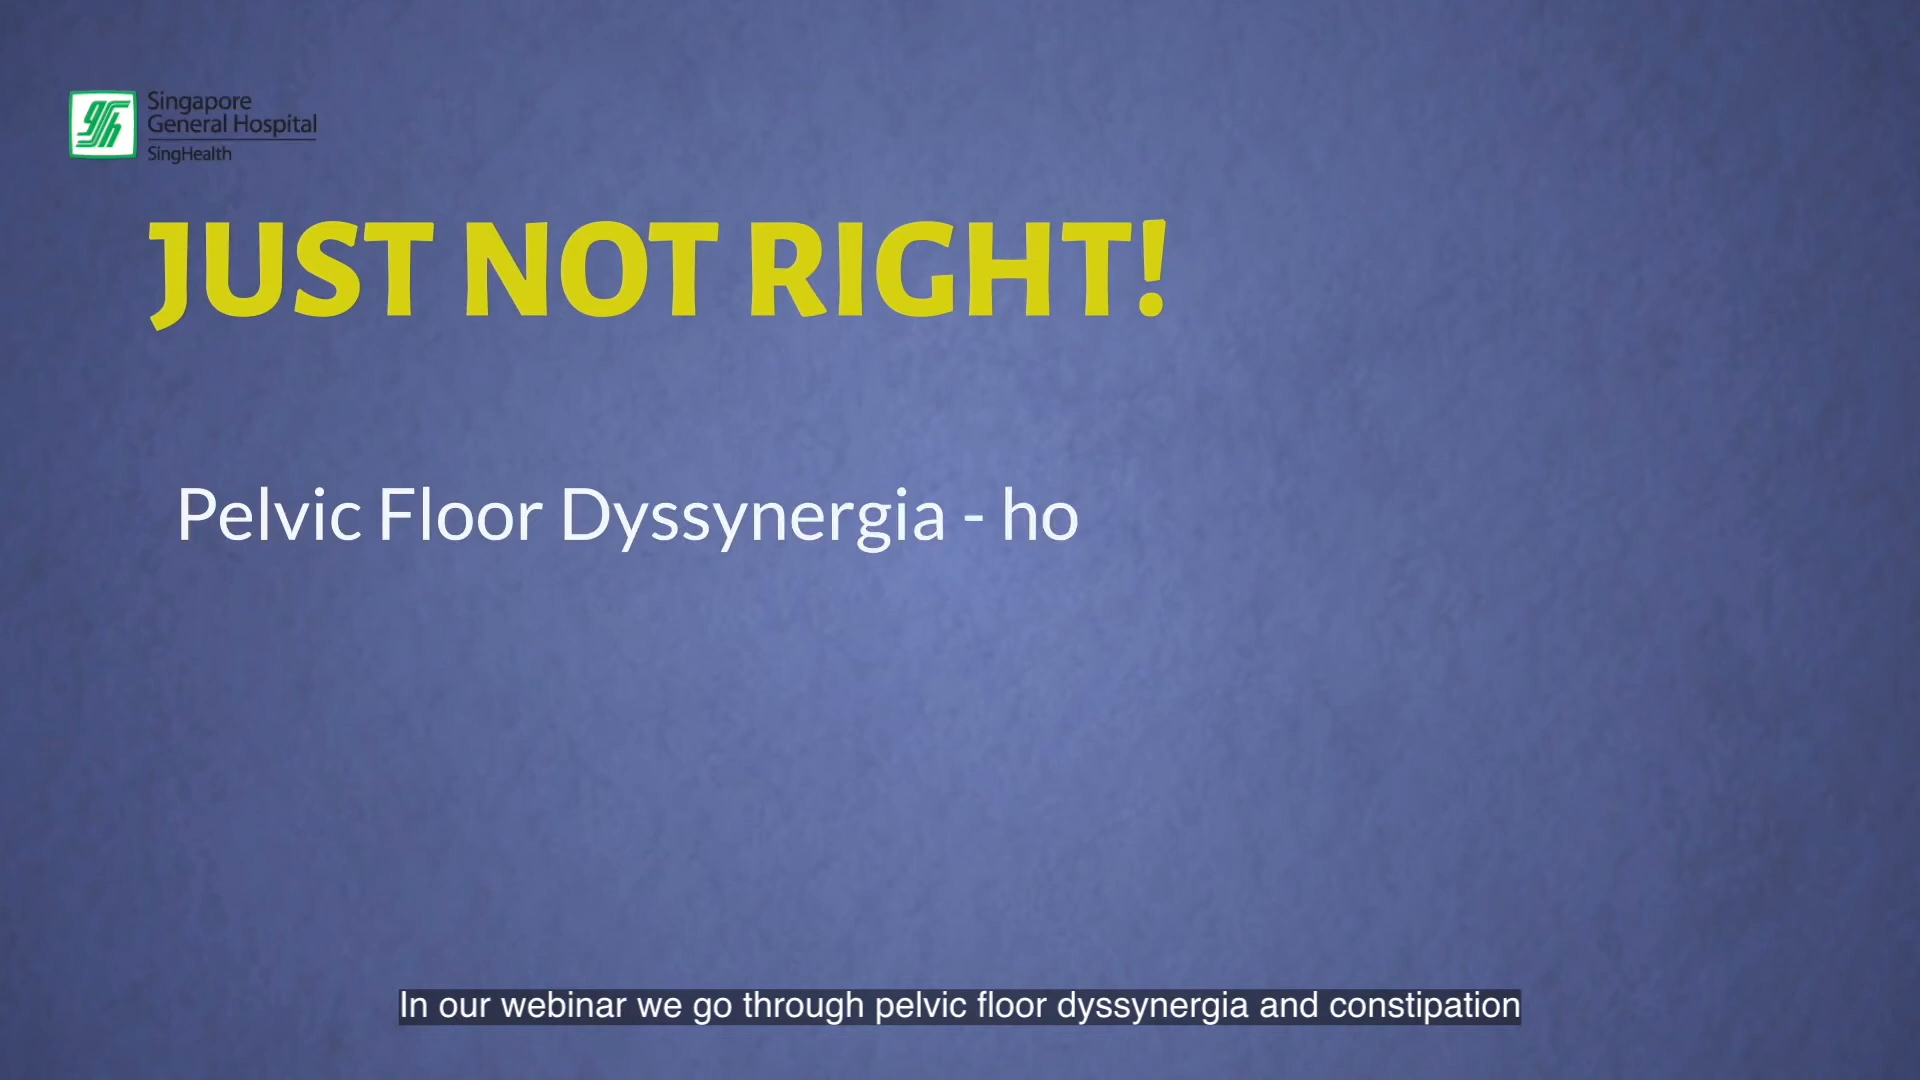 Singapore
General Hospital
SingHealth
JUST NOT RIGHT!
Pelvic Floor Dyssynergia - ho
In our webinar we go through pelvic floor dyssynergia and constipation